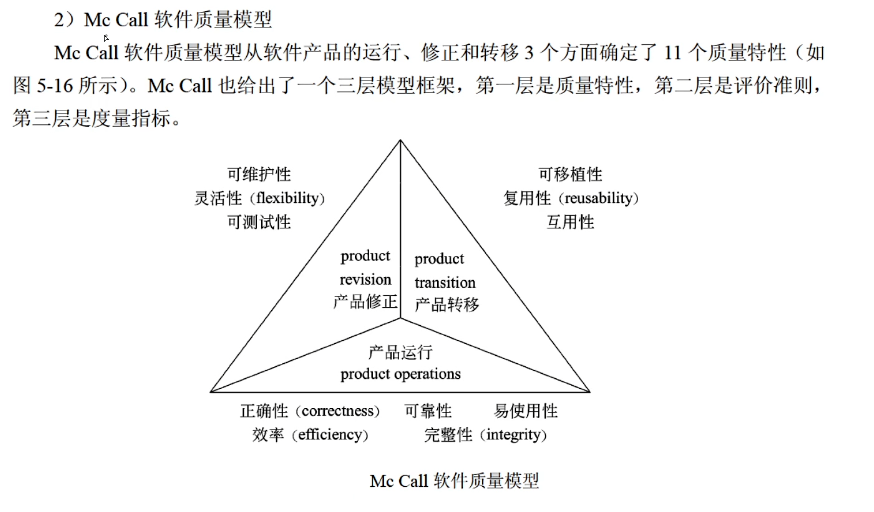 2）Mc Call 软件质量模型
Mc Call 软件质量模型从软件产品的运行、修正和转移 3 个方面确定了 11 个质量特性（如
图 5-16 所示）。Mc Call 也给出了一个三层模型框架，第一层是质量特性，第二层是评价准则，
第三层是度量指标。
可维护性
灵活性（flexibility）
可测试性
可移植性
复用性（reusability）
互用性
product
revision
产品修正
product
transition
产品转移
产品运行
product operations
正确性（correctness） 可靠性 易使用性
效率（efficiency） 完整性（integrity）
Mc Call 软件质量模型